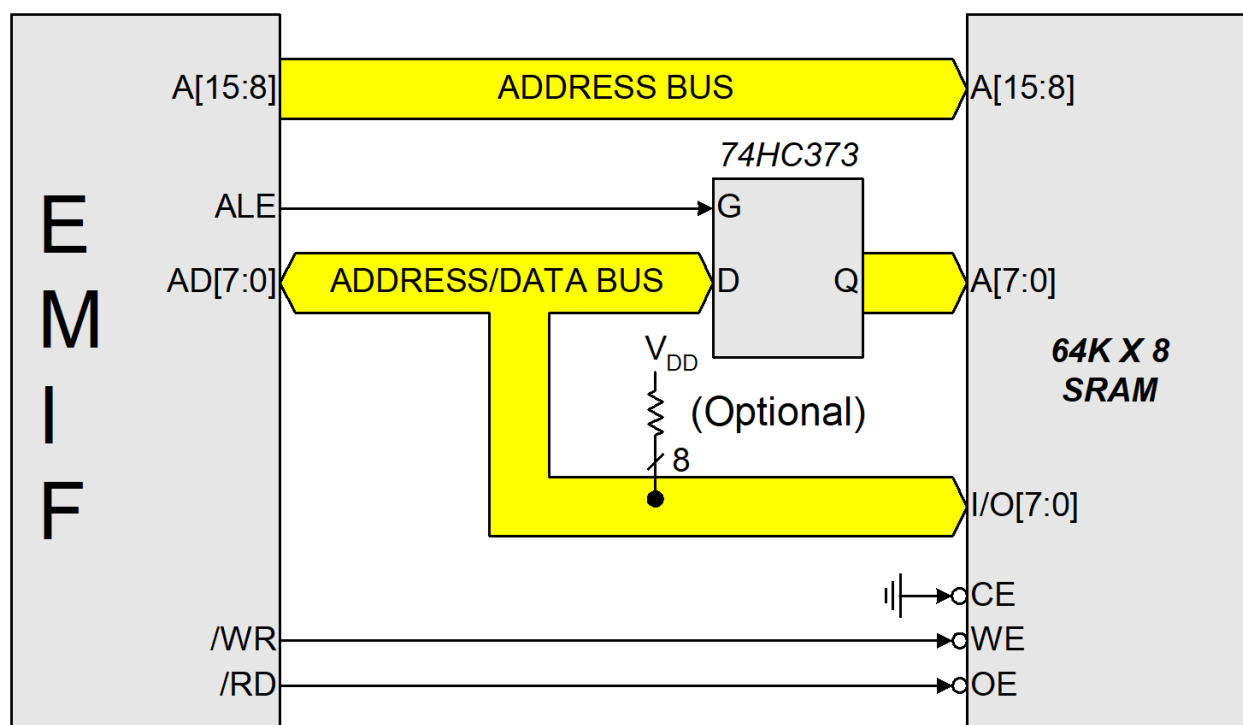 A[15:8]
ADDRESS BUS
A[15:8]
74HC373
ALE
G
E
M
I
F
AD[7:0]
ADDRESS/DATA BUS
D
Q
A[7:0]
VDD
(Optional)
64K X 8
SRAM
8
I/O[7:0]
CE
/WR
WE
/RD
OE